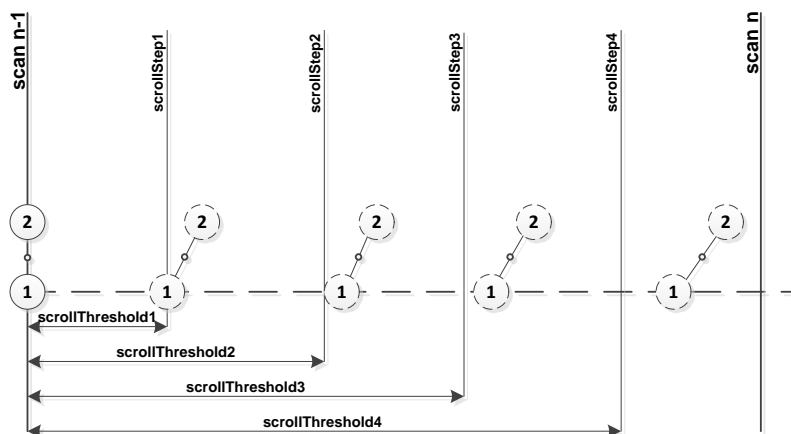 scan n-1
scrollStep1
scrollStep2
scrollStep3
scrollStep4
scan n
2
2
2
2
2
1
1
1
1
1
scrollThreshold1
scrollThreshold2
scrollThreshold3
scrollThreshold4